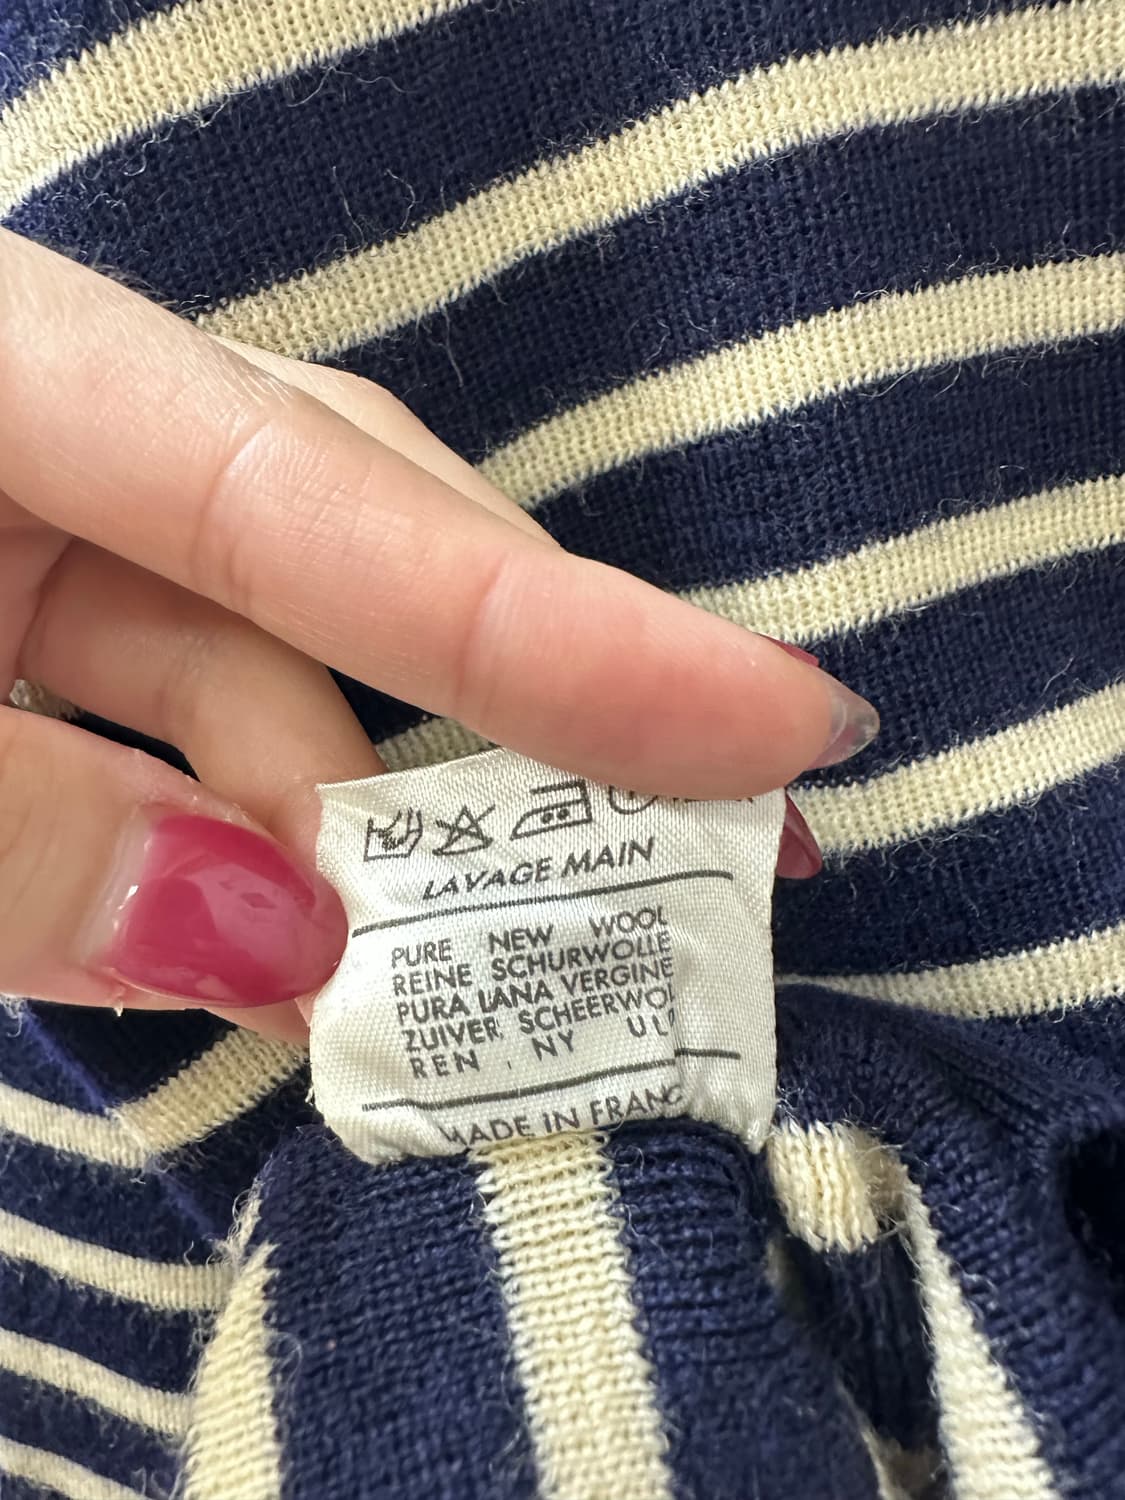 LAVAGE MAIN
PURE NEW WOOL
REINE SCHURWOLLE
PURA LANA VERGINE
ZUIVER SCHEERWOL
REN NY ULD
MADE IN FRANC